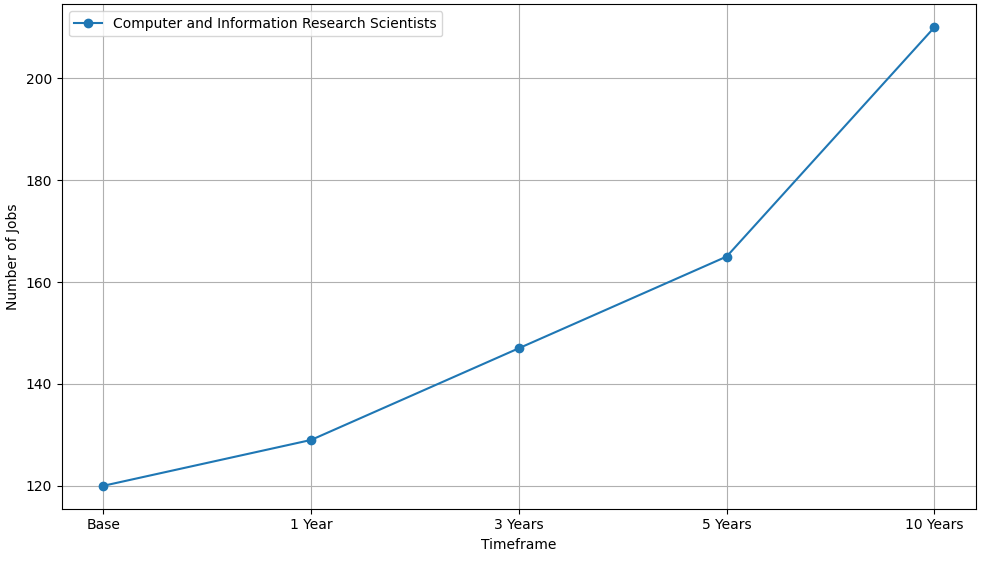 Computer and Information Research Scientists
Number of Jobs
200
180
160
140
120
Base 1 Year 3 Years 5 Years 10 Years
Timeframe